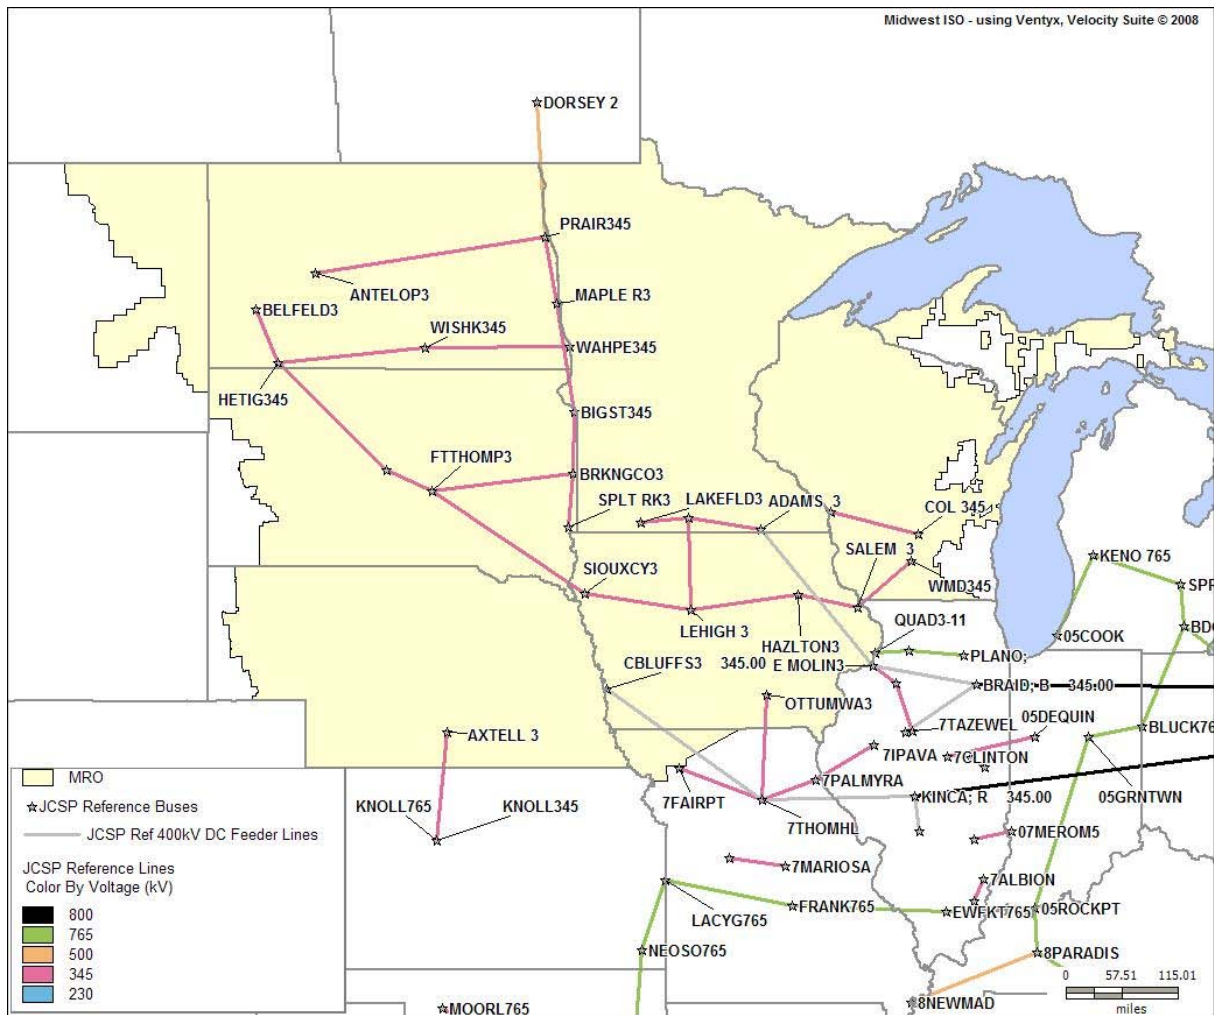 Midwest ISO - using Ventyx, Velocity Suite © 2008
DORSEY 2
PRAIR345
ANTELOP3
MAPLE R3
BELFELD3
WISHK345
WAHPE345
HETIG345
BIGST345
FTTHOMP3
BRKNGCO3
SPLT RK3
LAKEFLD3
ADAMS 3
COL 345
SALEM 3
KENO 765
SIOUXCY3
WMD345
SPF
LEHIGH 3
HAZLTON3
QUAD3-11
05COOK
BDC
CBLUFFS3 345.00
E MOLIN3
PLANO;
BRAID; B 345.00
OTTUMWA3
7TAZEWEL
05DEQUIN
BLUCK76
AXTELL 3
7IPAVA
7CLINTON
MRO
JCSP Reference Buses
JCSP Ref 400kV DC Feeder Lines
JCSP Reference Lines
Color By Voltage (kV)
800
765
500
345
230
KNOLL765
KNOLL345
7FAIRPT
7PALMYRA
KINCA; R 345.00
05GRNTWN
7THOMHL
07MEROM5
7MARIOSA
7ALBION
LACYG765
FRANK765
EWFKT765
05ROCKPT
NEOSO765
8PARADIS
MOORL765
8NEWMAD
0 57.51 115.01
miles